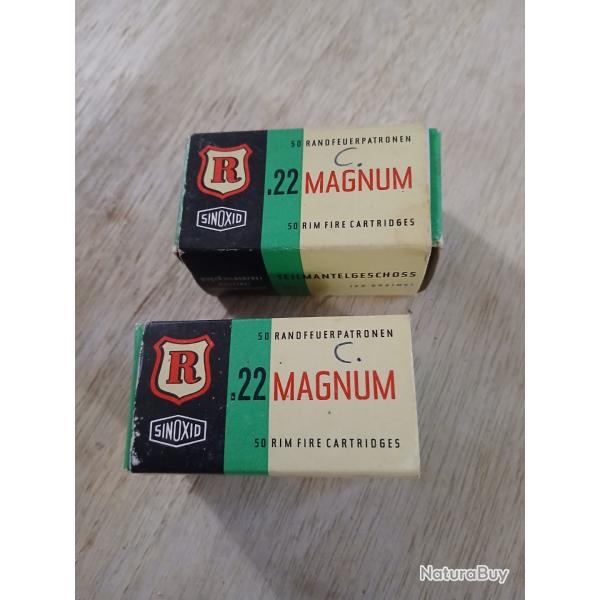 R
SINOXID
50 RANDFEUERPATRONEN
C.
.22 MAGNUM
50 RIM FIRE CARTRIDGES
TEILMANTELGESCHOSS
R
SINOXID
50 RANDFEUERPATRONEN
C.
.22 MAGNUM
50 RIM FIRE CARTRIDGES
NaturaBuy